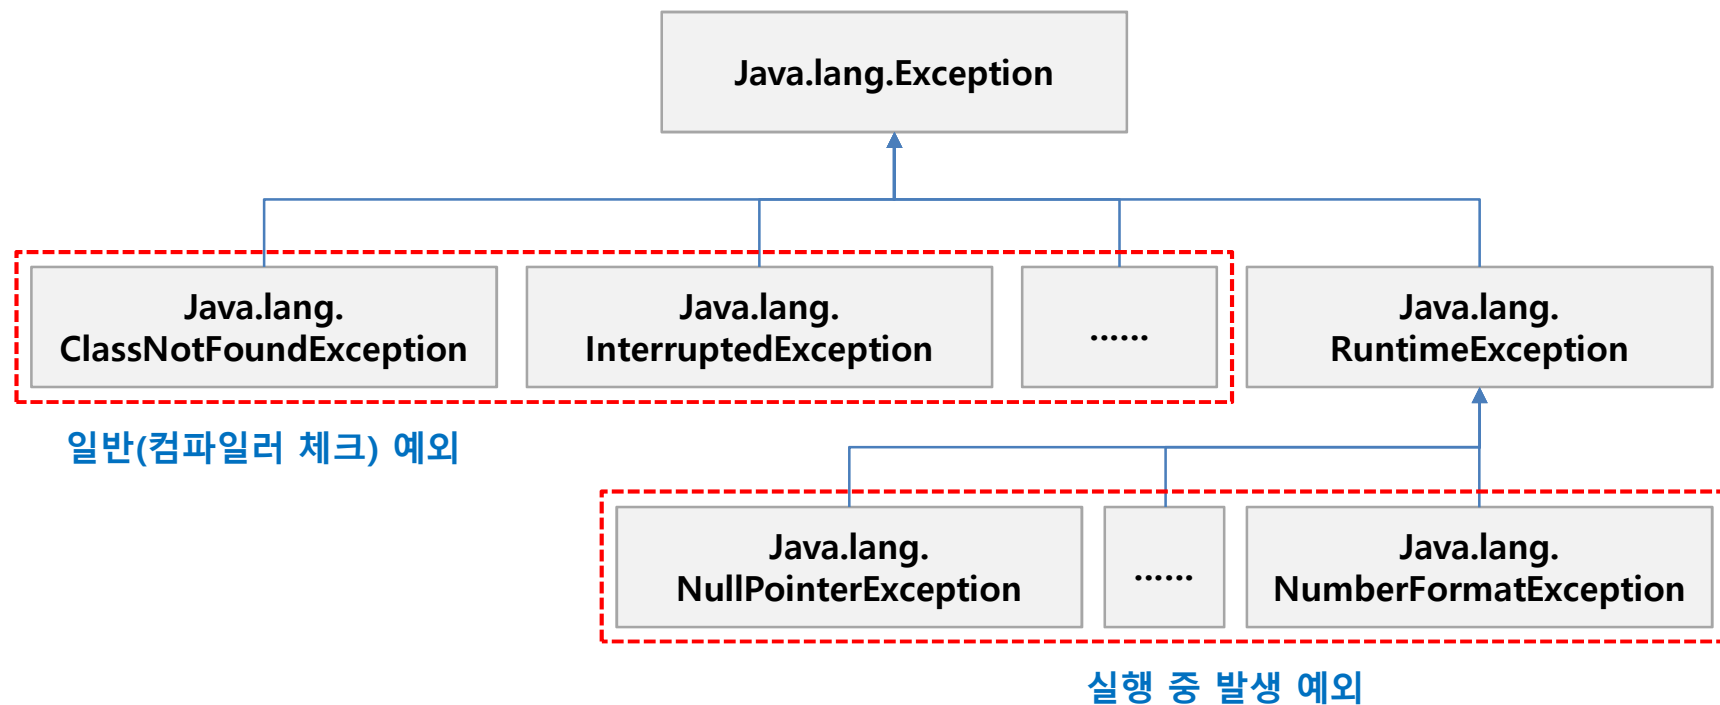 Java.lang.Exception
Java.lang.
ClassNotFoundException
Java.lang.
InterruptedException
......
Java.lang.
RuntimeException
일반(컴파일러 체크) 예외
Java.lang.
NullPointerException
......
Java.lang.
NumberFormatException
실행 중 발생 예외